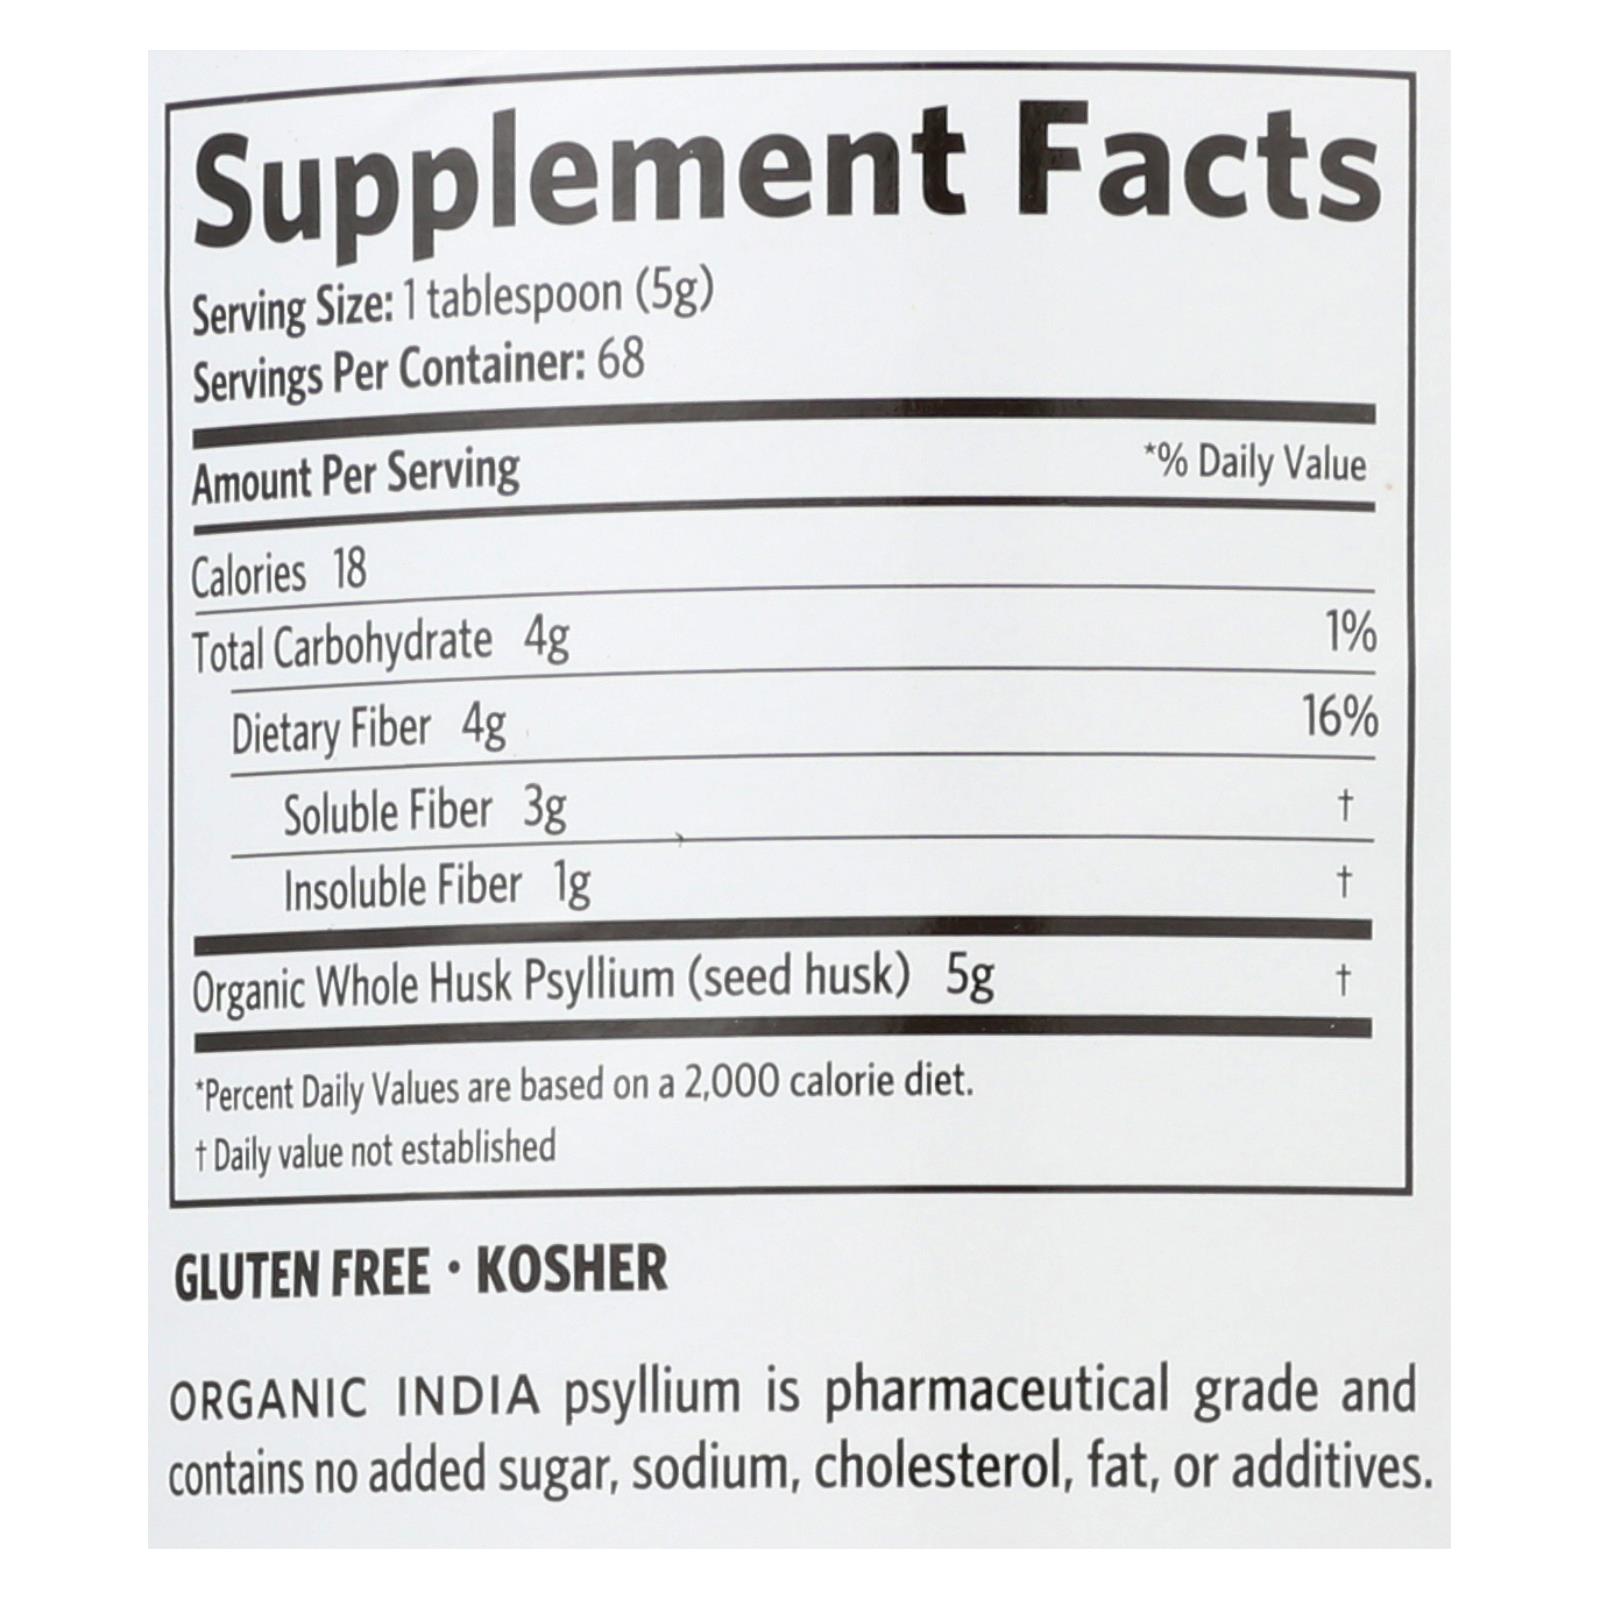 Supplement Facts
Serving Size: 1 tablespoon (5g)
Servings Per Container: 68
Amount Per Serving *% Daily Value
Calories 18
Total Carbohydrate 4g 1%
Dietary Fiber 4g 16%
Soluble Fiber 3g †
Insoluble Fiber 1g †
Organic Whole Husk Psyllium (seed husk) 5g †
*Percent Daily Values are based on a 2,000 calorie diet.
† Daily value not established
GLUTEN FREE · KOSHER
ORGANIC INDIA psyllium is pharmaceutical grade and
contains no added sugar, sodium, cholesterol, fat, or additives.